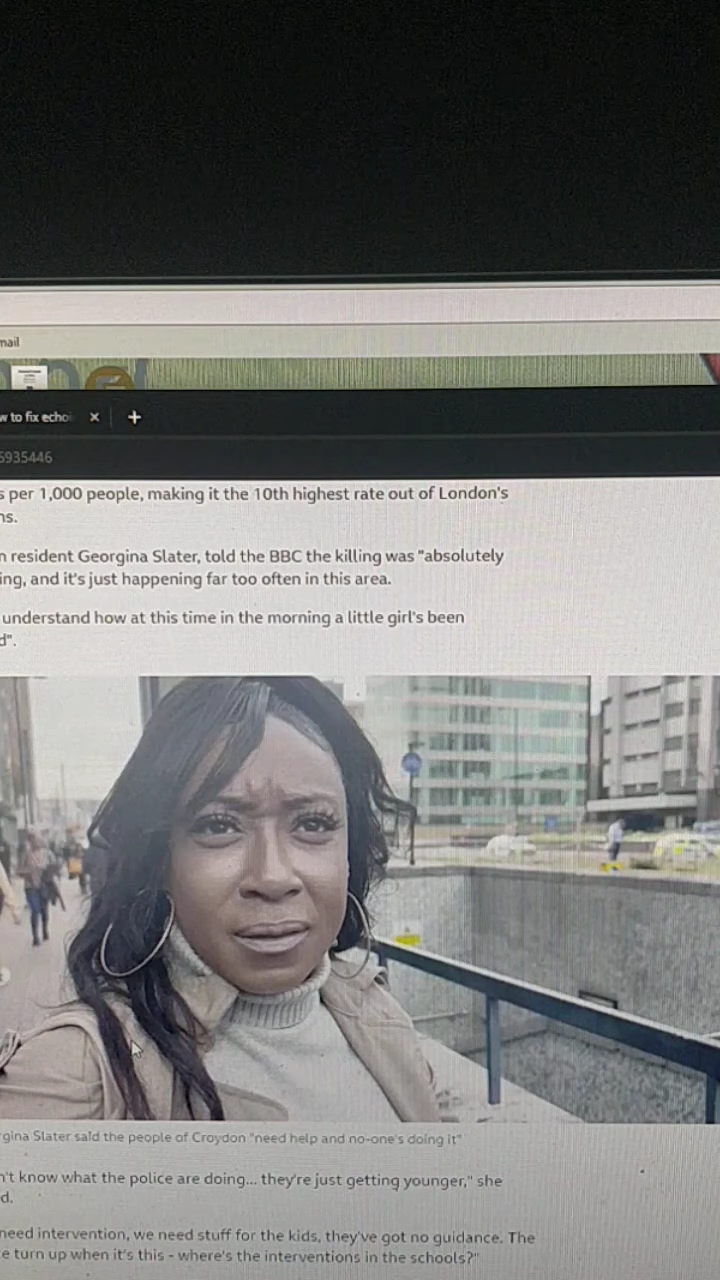 mail
w to fix echoi × +
5935446
s per 1,000 people, making it the 10th highest rate out of London's
ns.
n resident Georgina Slater, told the BBC the killing was "absolutely
ing, and it's just happening far too often in this area.
understand how at this time in the morning a little girl's been
d".
gina Slater said the people of Croydon "need help and no-one's doing it"
n't know what the police are doing... they're just getting younger," she
d.
need intervention, we need stuff for the kids, they've got no guidance. The
e turn up when it's this - where's the interventions in the schools?"